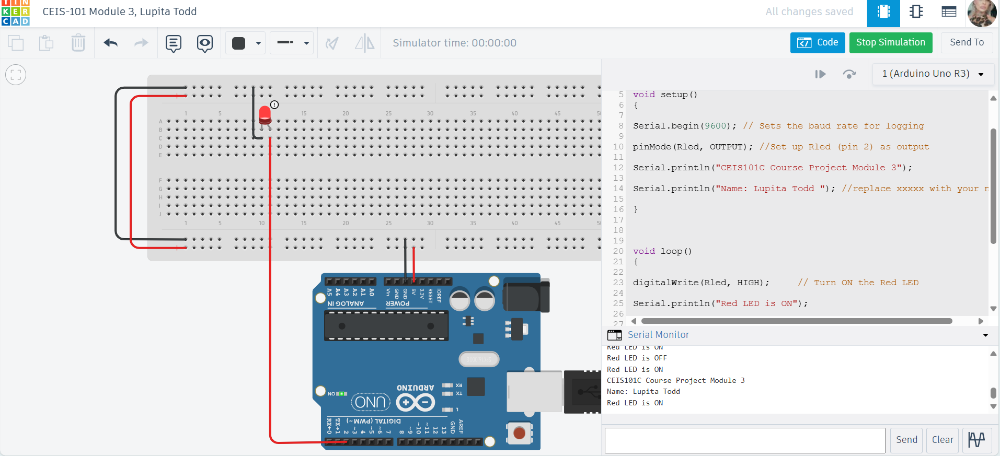 TIN
KER
CAD
CEIS-101 Module 3, Lupita Todd
All changes saved
Simulator time: 00:00:00
Code
Stop Simulation
Send To
1 (Arduino Uno R3)
1 5 15 20 25 30 35 40 45 50
A
B
C
D
E
F
G
H
I
J
1 5 10 15 20 25 30 35 40 45 50
A5 A4 A3 A2 A1 A0
Vin GND GND 5V 3.3V RESET IOREF
ANALOG IN
POWER
ARDUINO
UNO
ON
RX
TX
L
DIGITAL (PWM ~)
RX←0 TX→1 2 ~3 4 ~5 ~6 7 8 ~9 ~10 ~11 12 13 GND AREF
5 void setup()
6 {
7
8 Serial.begin(9600); // Sets the baud rate for logging
9
10 pinMode(Rled, OUTPUT); //Set up Rled (pin 2) as output
11
12 Serial.println("CEIS101C Course Project Module 3");
13
14 Serial.println("Name: Lupita Todd "); //replace xxxxx with your n
15
16 }
17
18
19
20 void loop()
21 {
22
23 digitalWrite(Rled, HIGH); // Turn ON the Red LED
24
25 Serial.println("Red LED is ON");
26
27
Serial Monitor
Red LED is ON
Red LED is OFF
Red LED is ON
CEIS101C Course Project Module 3
Name: Lupita Todd
Red LED is ON
Send
Clear